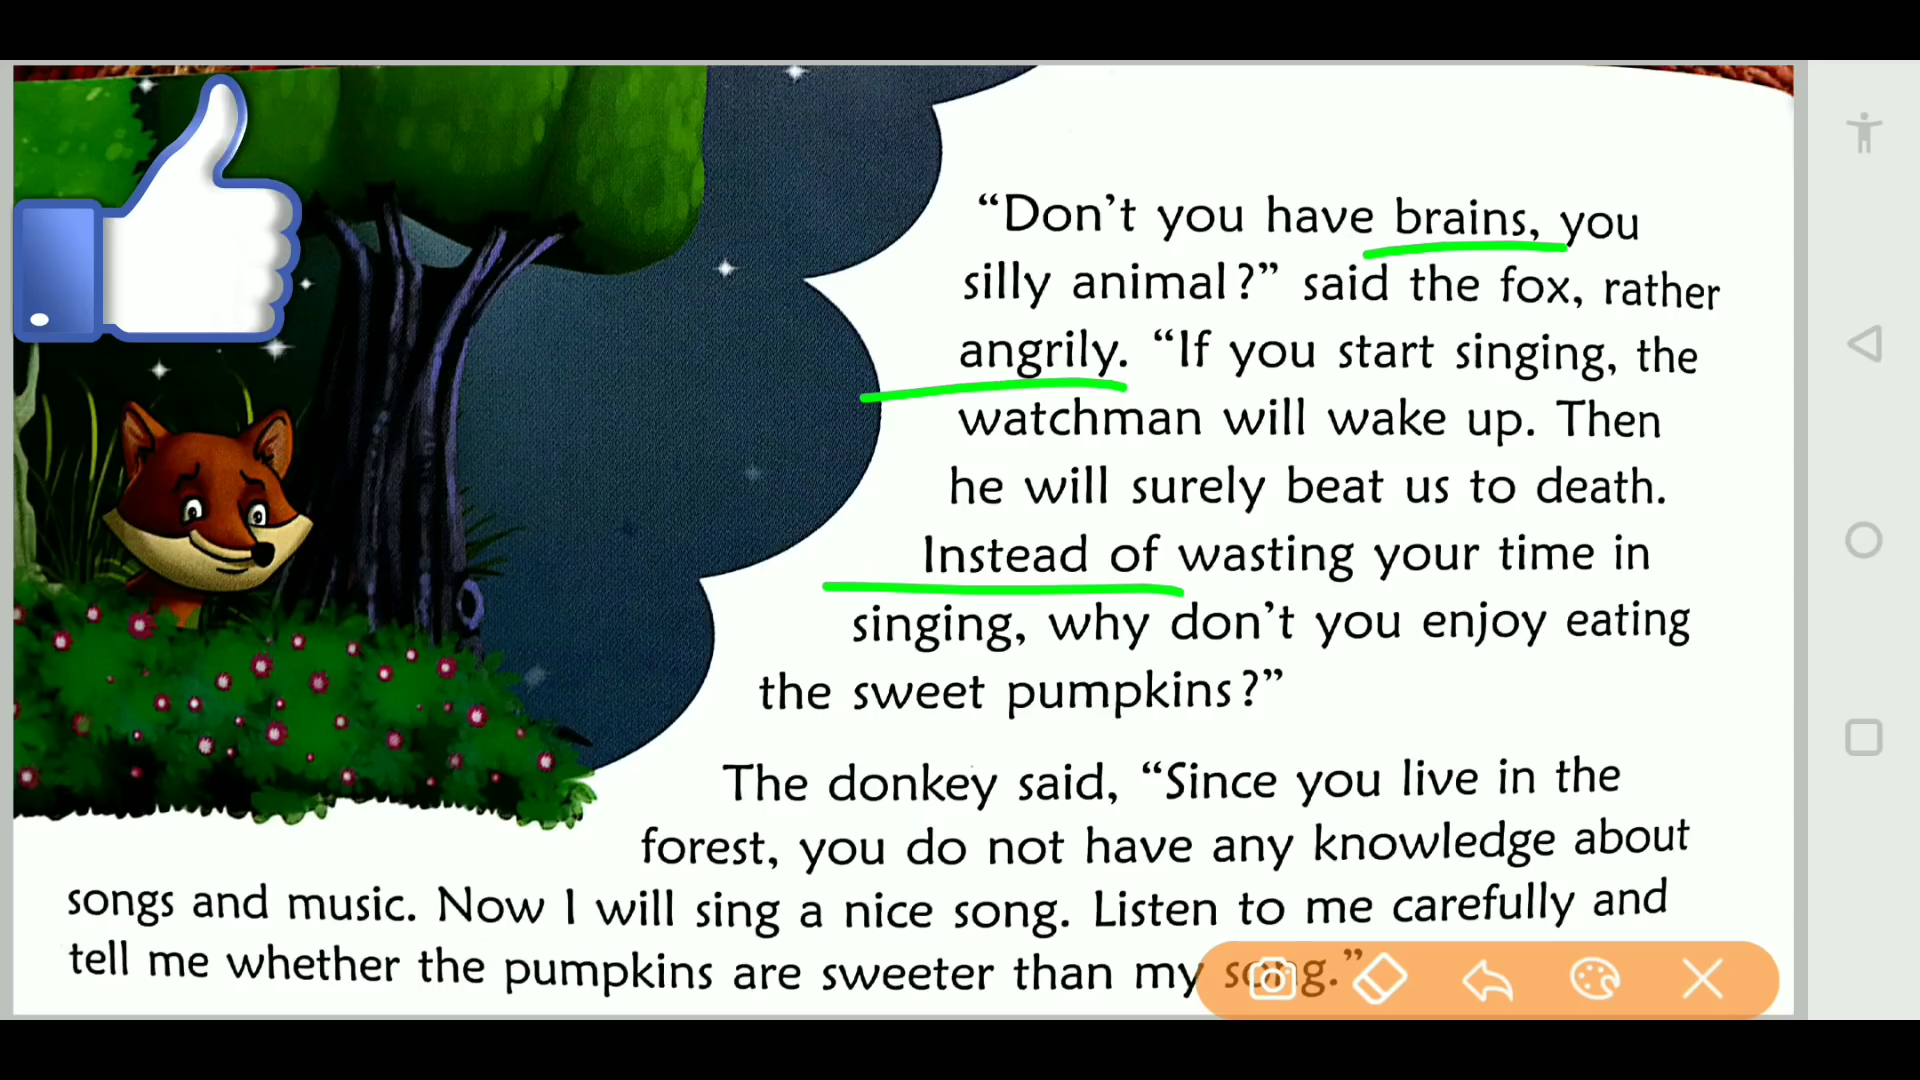 “Don’t you have brains, you
silly animal?” said the fox, rather
angrily. “If you start singing, the
watchman will wake up. Then
he will surely beat us to death.
Instead of wasting your time in
singing, why don’t you enjoy eating
the sweet pumpkins?”
The donkey said, “Since you live in the
forest, you do not have any knowledge about
songs and music. Now I will sing a nice song. Listen to me carefully and
tell me whether the pumpkins are sweeter than my song.”